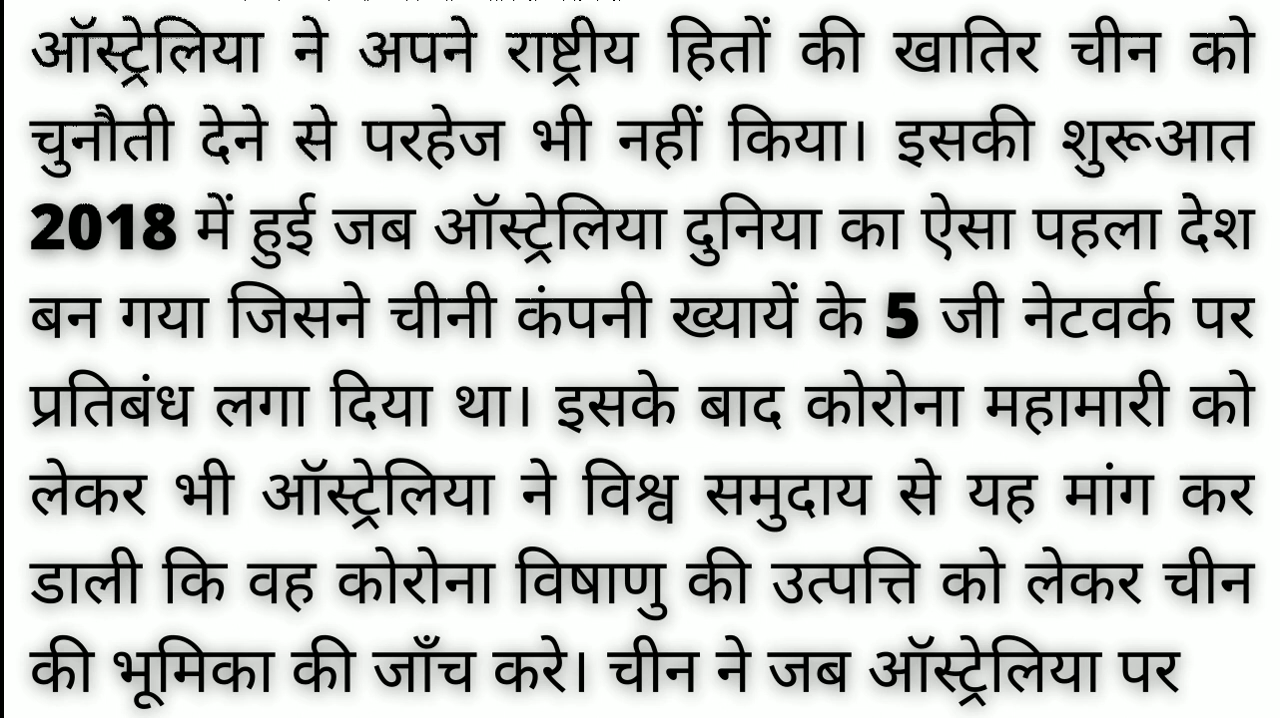 ऑस्ट्रेलिया ने अपने राष्ट्रीय हितों की खातिर चीन को
चुनौती देने से परहेज भी नहीं किया। इसकी शुरूआत
2018 में हुई जब ऑस्ट्रेलिया दुनिया का ऐसा पहला देश
बन गया जिसने चीनी कंपनी ख्यायें के 5 जी नेटवर्क पर
प्रतिबंध लगा दिया था। इसके बाद कोरोना महामारी को
लेकर भी ऑस्ट्रेलिया ने विश्व समुदाय से यह मांग कर
डाली कि वह कोरोना विषाणु की उत्पत्ति को लेकर चीन
की भूमिका की जाँच करे। चीन ने जब ऑस्ट्रेलिया पर